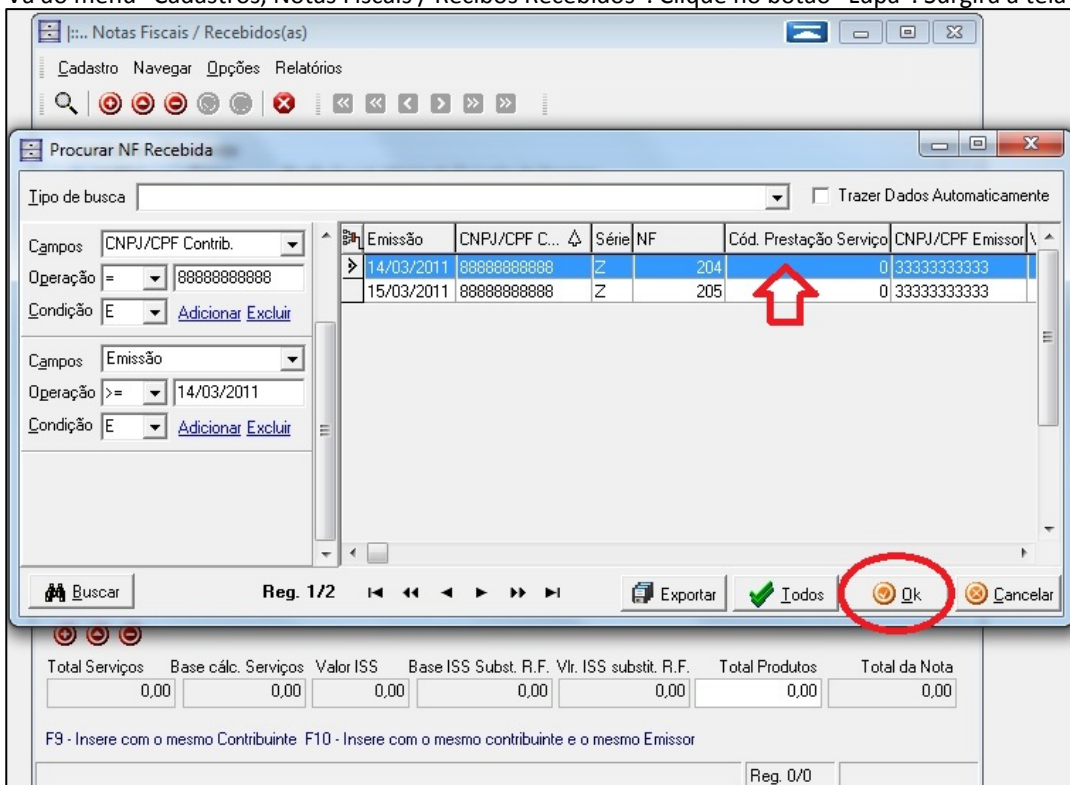 Vá ao menu "Cadastros, Notas Fiscais / Recibos Recebidos". Clique no botão "Lupa". Surgirá a tela
|::.. Notas Fiscais / Recebidos(as)
Cadastro Navegar Opções Relatórios
Procurar NF Recebida
Tipo de busca
Trazer Dados Automaticamente
Campos CNPJ/CPF Contrib.
Operação = 88888888888
Condição E Adicionar Excluir
Campos Emissão
Operação >= 14/03/2011
Condição E Adicionar Excluir
Emissão CNPJ/CPF C... Série NF Cód. Prestação Serviço CNPJ/CPF Emissor
14/03/2011 88888888888 Z 204 0 33333333333
15/03/2011 88888888888 Z 205 0 33333333333
Buscar Reg. 1/2 Exportar Todos Ok Cancelar
Total Serviços Base cálc. Serviços Valor ISS Base ISS Subst. R.F. Vlr. ISS substit. R.F. Total Produtos Total da Nota
0,00 0,00 0,00 0,00 0,00 0,00 0,00
F9 - Insere com o mesmo Contribuinte F10 - Insere com o mesmo contribuinte e o mesmo Emissor
Reg. 0/0